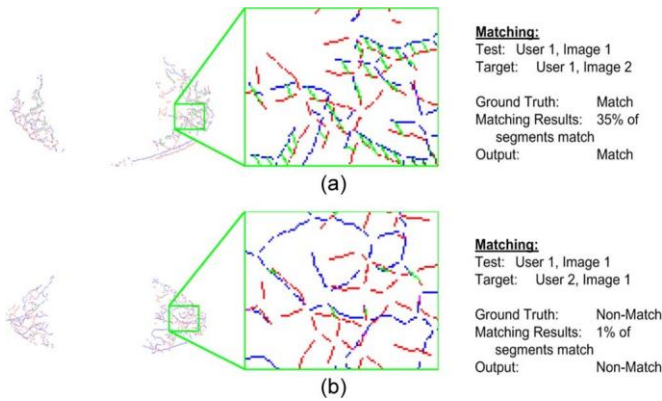 Matching:
Test: User 1, Image 1
Target: User 1, Image 2
Ground Truth: Match
Matching Results: 35% of
segments match
Output: Match
(a)
Matching:
Test: User 1, Image 1
Target: User 2, Image 1
Ground Truth: Non-Match
Matching Results: 1% of
segments match
Output: Non-Match
(b)